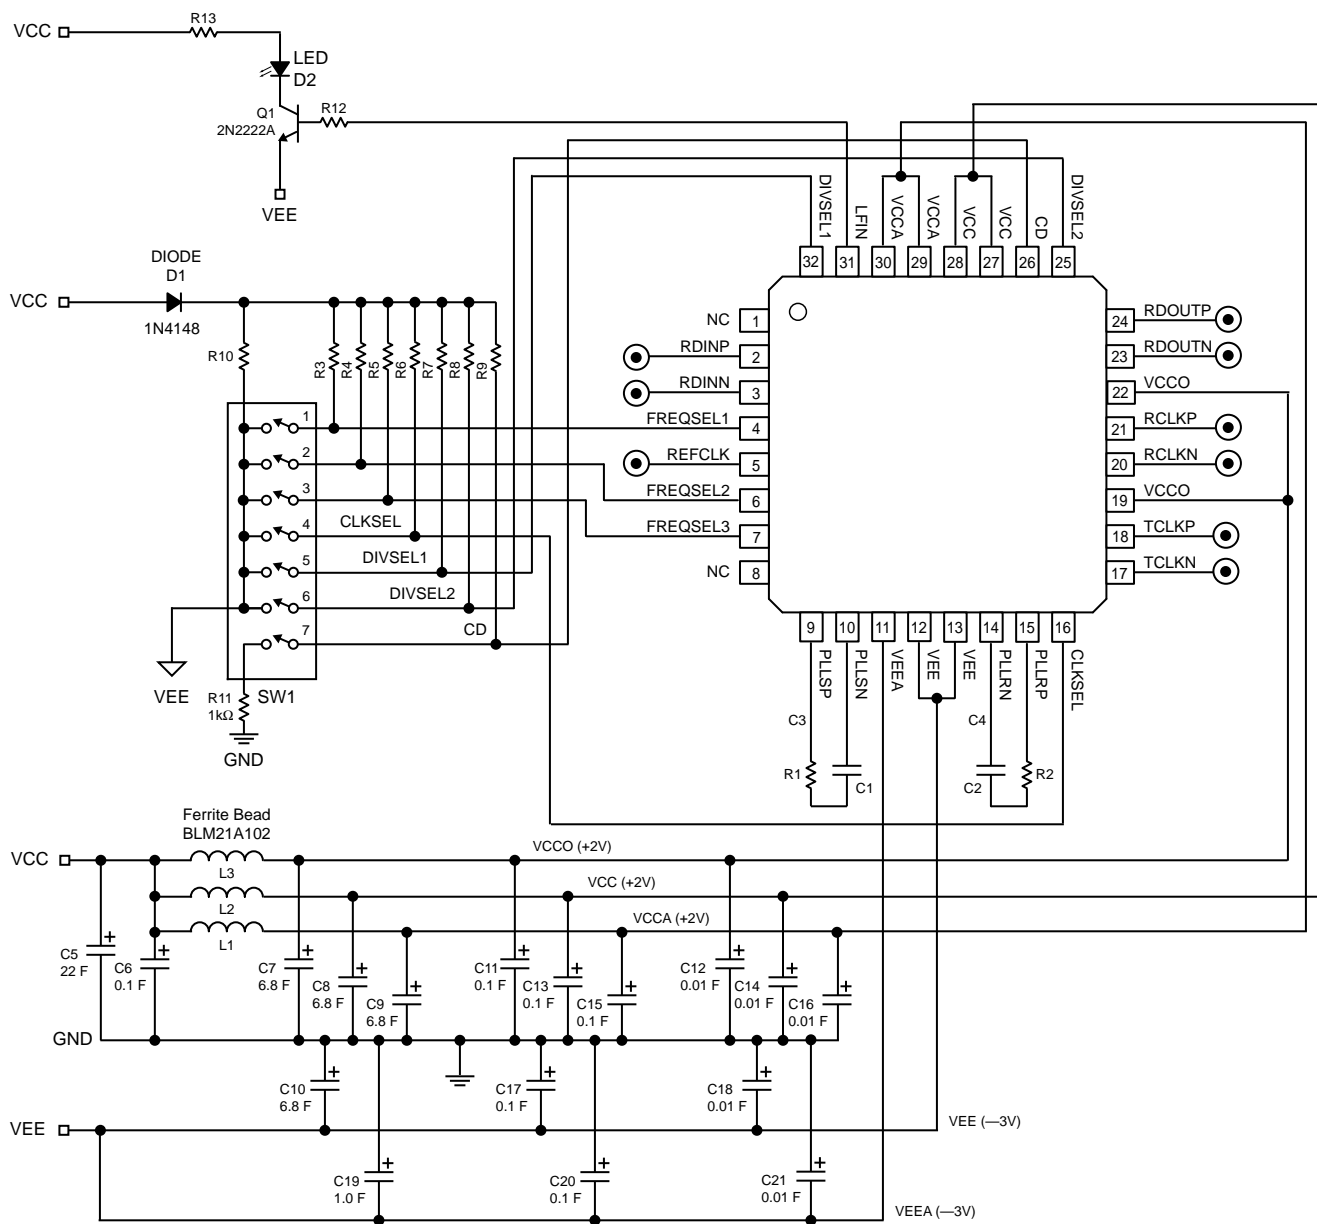 VCC
R13
LED
D2
Q1
2N2222A
R12
VEE
DIODE
D1
VCC
1N4148
R10
R3
R4
R5
R6
R7
R8
R9
1
2
3
4
5
6
7
CLKSEL
DIVSEL1
DIVSEL2
CD
VEE
R11
1kΩ
SW1
GND
DIVSEL1
LFIN
VCCA
VCCA
VCC
VCC
CD
DIVSEL2
32
31
30
29
28
27
26
25
NC
1
RDINP
2
RDINN
3
FREQSEL1
4
REFCLK
5
FREQSEL2
6
FREQSEL3
7
NC
8
24
RDOUTP
23
RDOUTN
22
VCCO
21
RCLKP
20
RCLKN
19
VCCO
18
TCLKP
17
TCLKN
9
10
11
12
13
14
15
16
PLLSP
PLLSN
VEEA
VEE
VEE
PLLRN
PLLRP
CLKSEL
C3
C4
R1
C1
C2
R2
Ferrite Bead
BLM21A102
VCC
L3
VCCO (+2V)
L2
VCC (+2V)
L1
VCCA (+2V)
C5
22 F
C6
0.1 F
C7
6.8 F
C8
6.8 F
C9
6.8 F
C11
0.1 F
C13
0.1 F
C15
0.1 F
C12
0.01 F
C14
0.01 F
C16
0.01 F
GND
C10
6.8 F
C17
0.1 F
C18
0.01 F
VEE
VEE (—3V)
C19
1.0 F
C20
0.1 F
C21
0.01 F
VEEA (—3V)